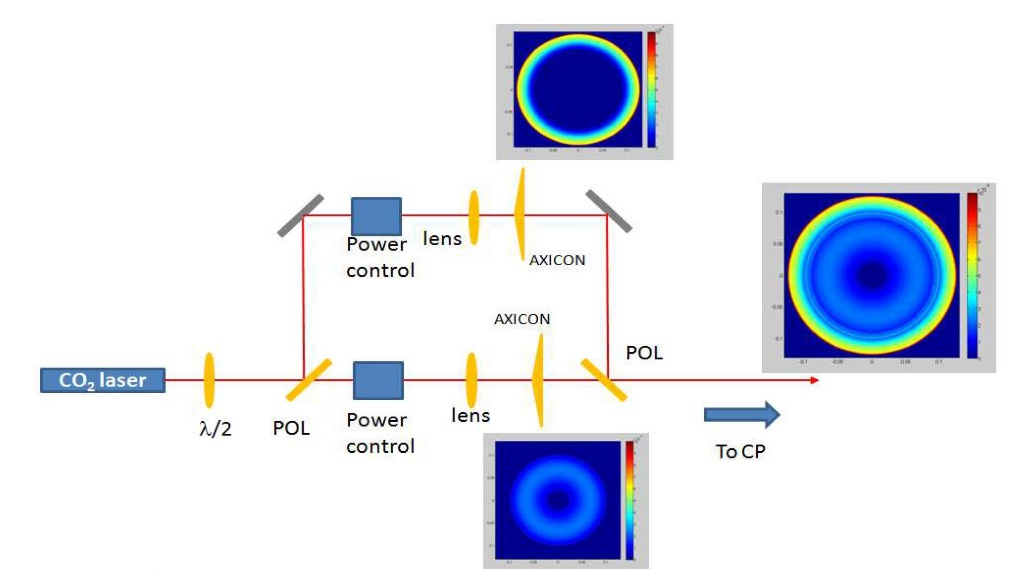 Power
control
lens
AXICON
AXICON
POL
CO2 laser
λ/2
POL
Power
control
lens
To CP